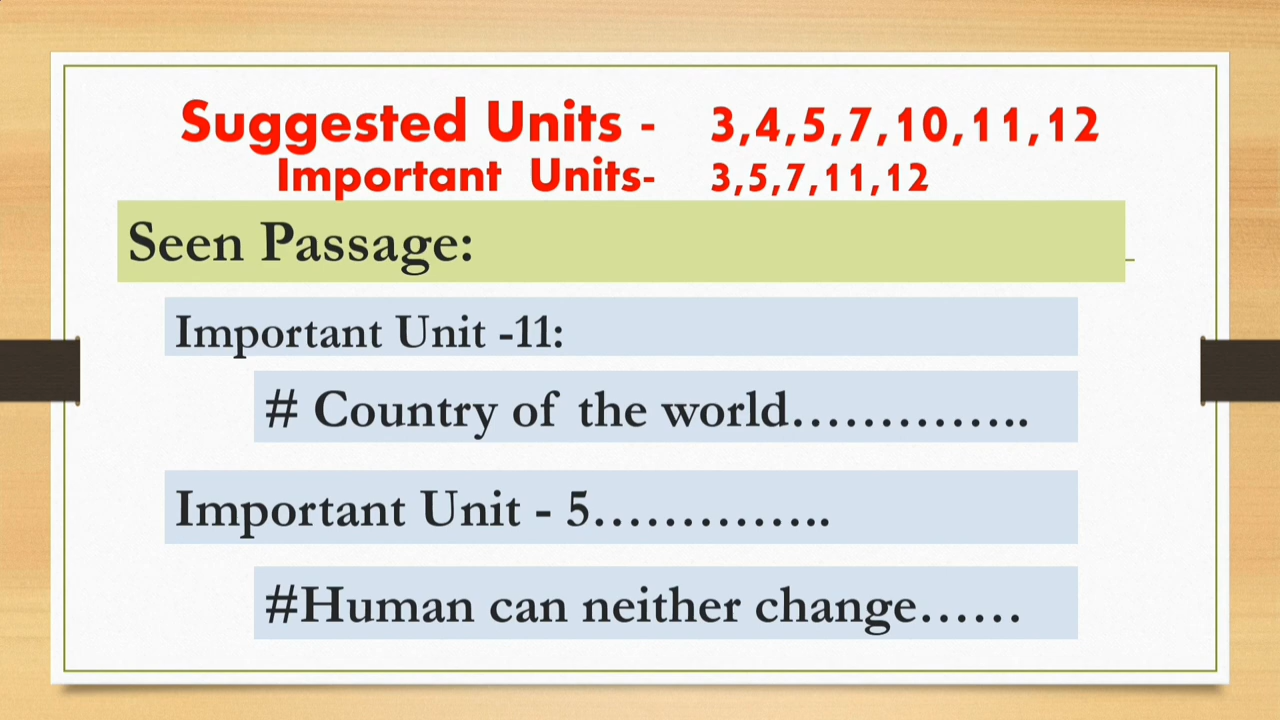 Suggested Units - 3,4,5,7,10,11,12
Important Units- 3,5,7,11,12
Seen Passage:
Important Unit -11:
# Country of the world…………..
Important Unit - 5…………..
#Human can neither change……